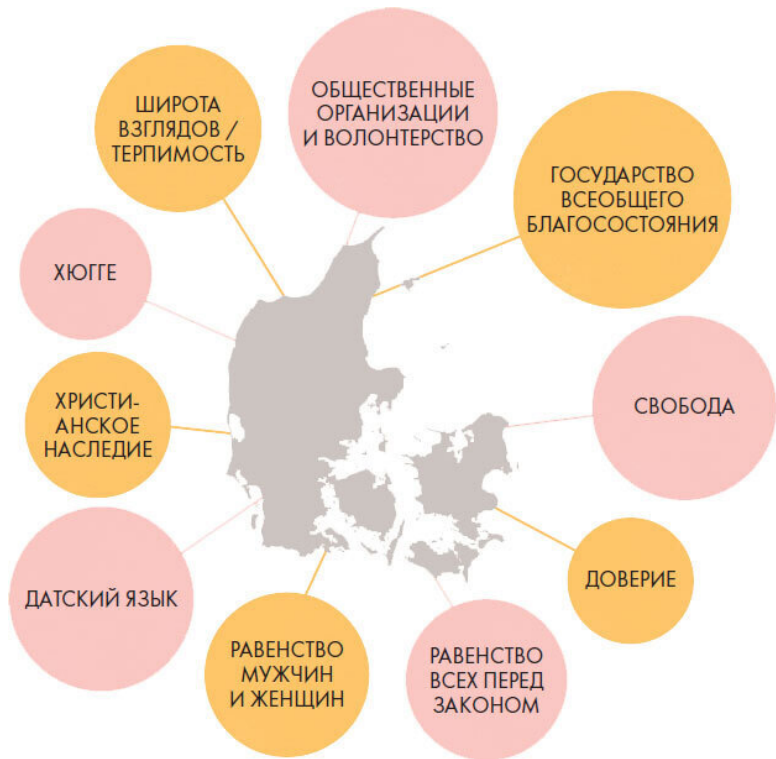 ШИРОТА
ВЗГЛЯДОВ /
ТЕРПИМОСТЬ
ОБЩЕСТВЕННЫЕ
ОРГАНИЗАЦИИ
И ВОЛОНТЕРСТВО
ГОСУДАРСТВО
ВСЕОБЩЕГО
БЛАГОСОСТОЯНИЯ
ХЮГГЕ
СВОБОДА
ХРИСТИ-
АНСКОЕ
НАСЛЕДИЕ
ДОВЕРИЕ
ДАТСКИЙ ЯЗЫК
РАВЕНСТВО
МУЖЧИН
И ЖЕНЩИН
РАВЕНСТВО
ВСЕХ ПЕРЕД
ЗАКОНОМ